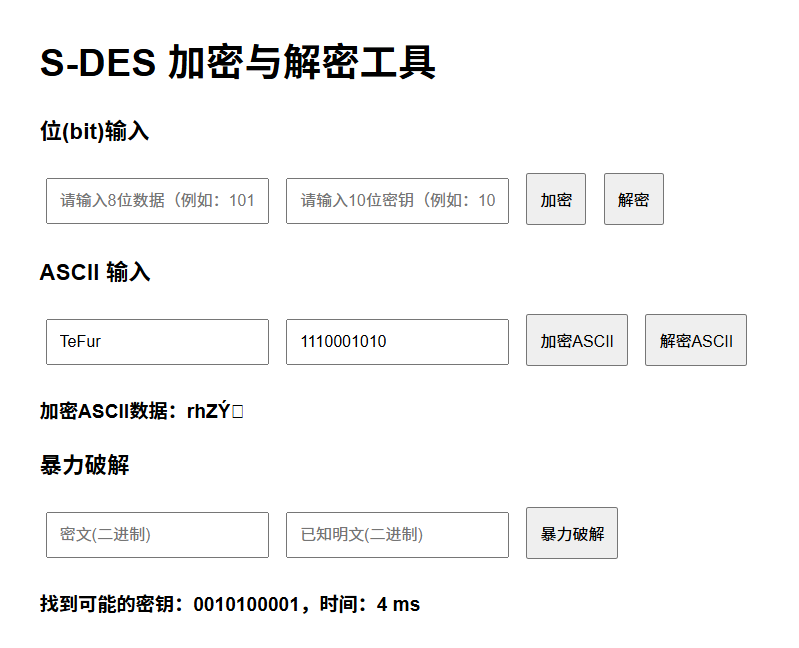 S-DES 加密与解密工具
位(bit)输入
请输入8位数据（例如：101 请输入10位密钥（例如：10 加密 解密
ASCII 输入
TeFur 1110001010 加密ASCII 解密ASCII
加密ASCII数据：rhZÝ
暴力破解
密文(二进制) 已知明文(二进制) 暴力破解
找到可能的密钥：0010100001，时间：4 ms